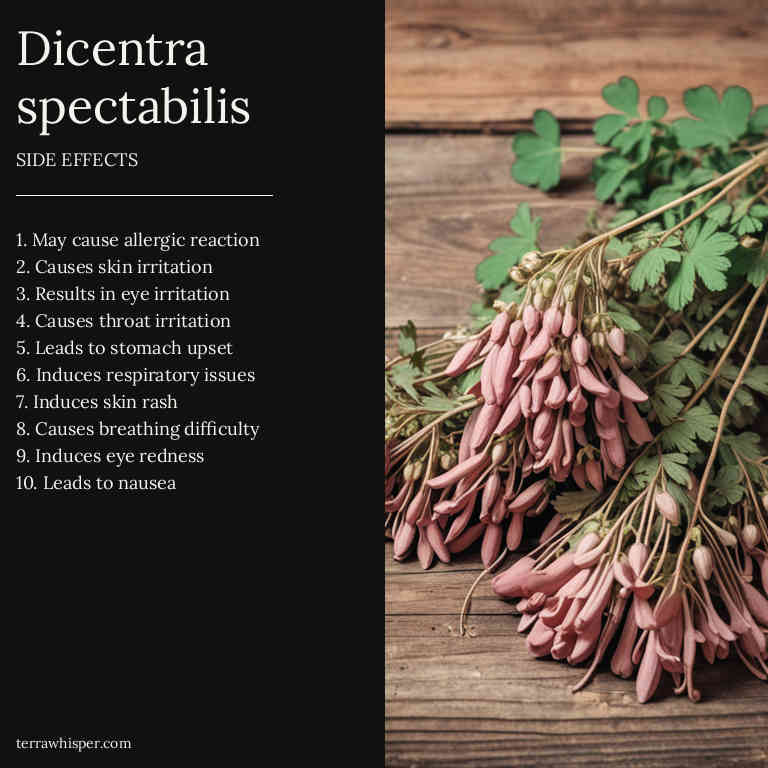 Dicentra
spectabilis
SIDE EFFECTS
1. May cause allergic reaction
2. Causes skin irritation
3. Results in eye irritation
4. Causes throat irritation
5. Leads to stomach upset
6. Induces respiratory issues
7. Induces skin rash
8. Causes breathing difficulty
9. Induces eye redness
10. Leads to nausea
terrawhisper.com